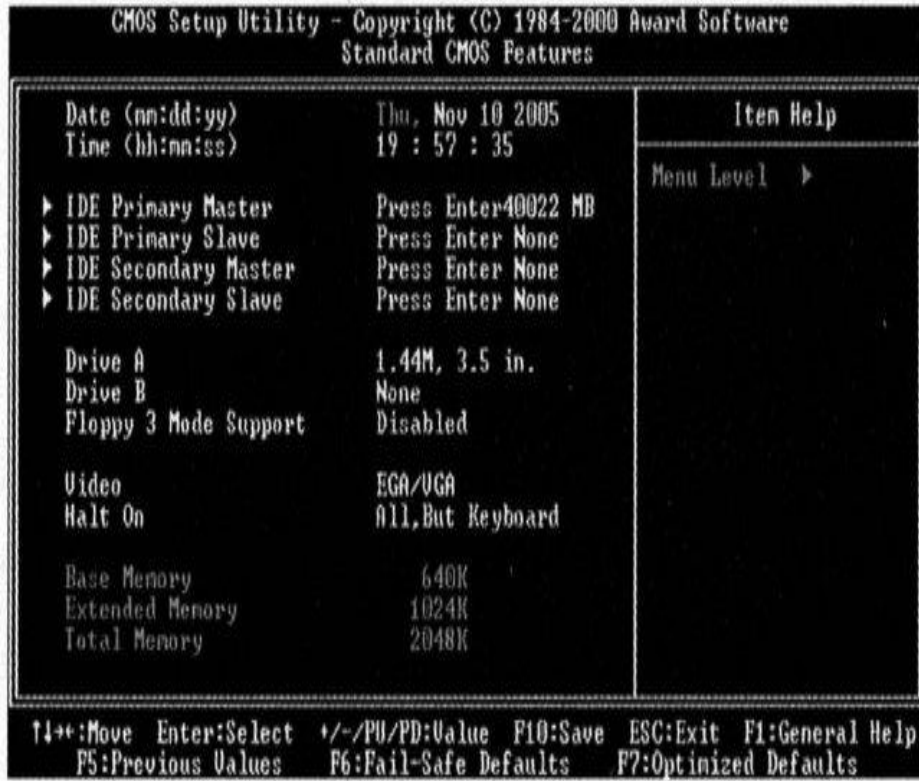 CMOS Setup Utility - Copyright (C) 1984-2000 Award Software
Standard CMOS Features
Date (mm:dd:yy) Thu, Nov 10 2005
Time (hh:mm:ss) 19 : 57 : 35
IDE Primary Master Press Enter40022 MB
IDE Primary Slave Press Enter None
IDE Secondary Master Press Enter None
IDE Secondary Slave Press Enter None
Drive A 1.44M, 3.5 in.
Drive B None
Floppy 3 Mode Support Disabled
Video EGA/VGA
Halt On All,But Keyboard
Base Memory 640K
Extended Memory 1024K
Total Memory 2048K
Item Help
Menu Level ▶
↑↓→←:Move Enter:Select +/-/PU/PD:Value F10:Save ESC:Exit F1:General Help
F5:Previous Values F6:Fail-Safe Defaults F7:Optimized Defaults